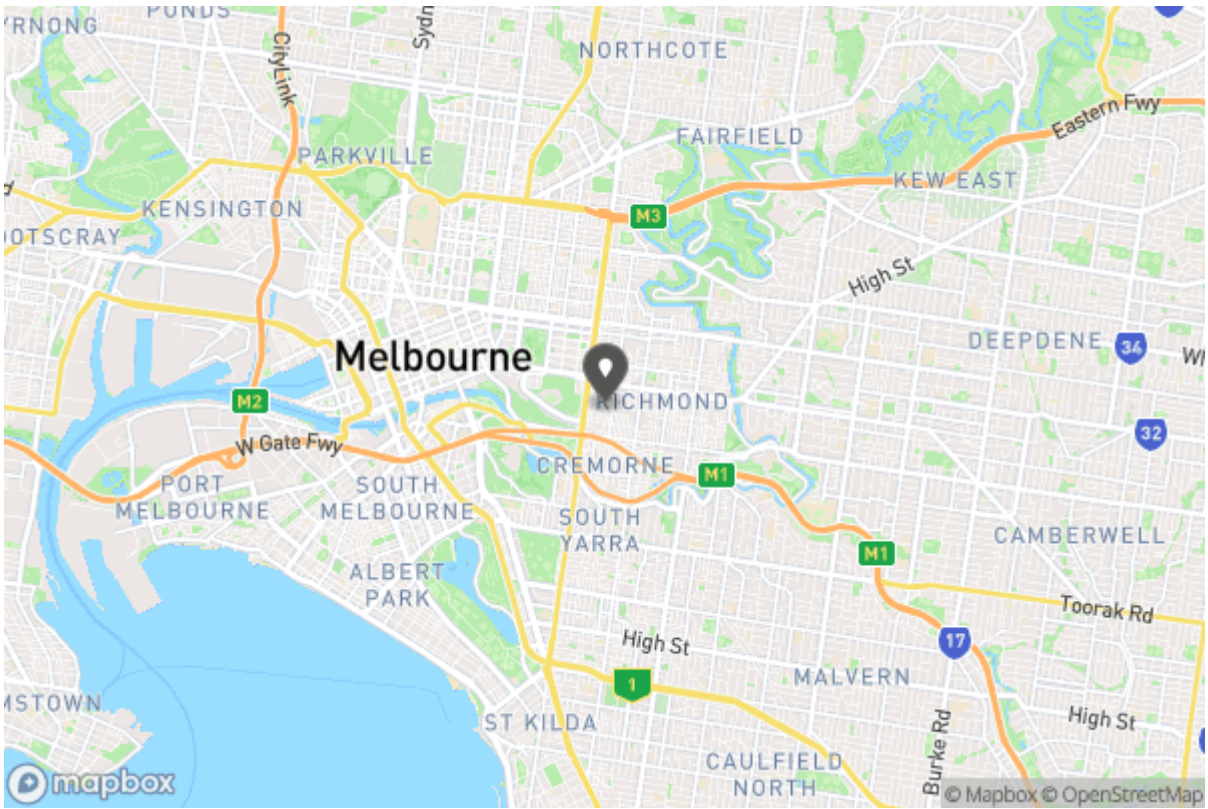 YRNONG
PONDS
Sydn
CityLink
NORTHCOTE
Eastern Fwy
FAIRFIELD
PARKVILLE
KEW EAST
KENSINGTON
M3
OOTSCRAY
High St
DEEPDENE
34
Melbourne
M2
RICHMOND
32
W Gate Fwy
CREMORNE
M1
PORT
MELBOURNE
SOUTH
MELBOURNE
SOUTH
YARRA
CAMBERWELL
M1
ALBERT
PARK
Toorak Rd
High St
17
MALVERN
1
MSTOWN
ST KILDA
High St
Burke Rd
CAULFIELD
NORTH
mapbox
© Mapbox © OpenStreetMap